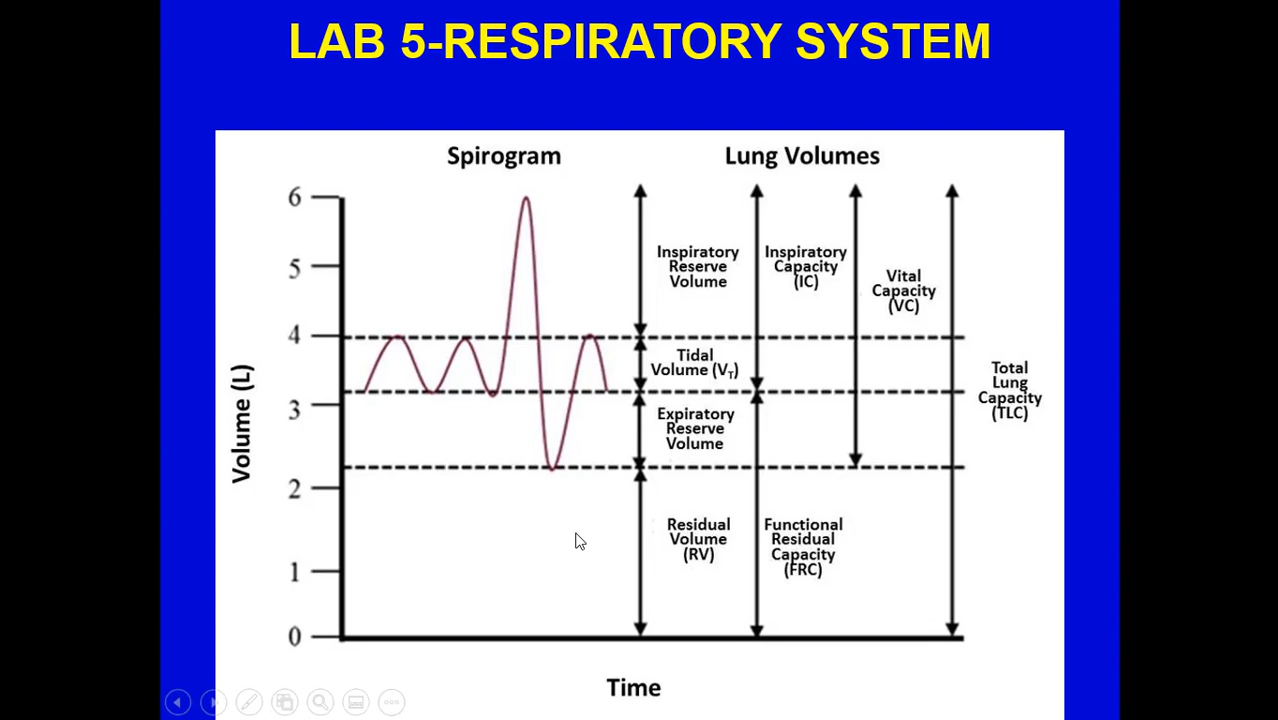 LAB 5-RESPIRATORY SYSTEM
Spirogram
Lung Volumes
6
5
4
3
2
1
0
Volume (L)
Time
Inspiratory
Reserve
Volume
Tidal
Volume (VT)
Expiratory
Reserve
Volume
Residual
Volume
(RV)
Inspiratory
Capacity
(IC)
Functional
Residual
Capacity
(FRC)
Vital
Capacity
(VC)
Total
Lung
Capacity
(TLC)